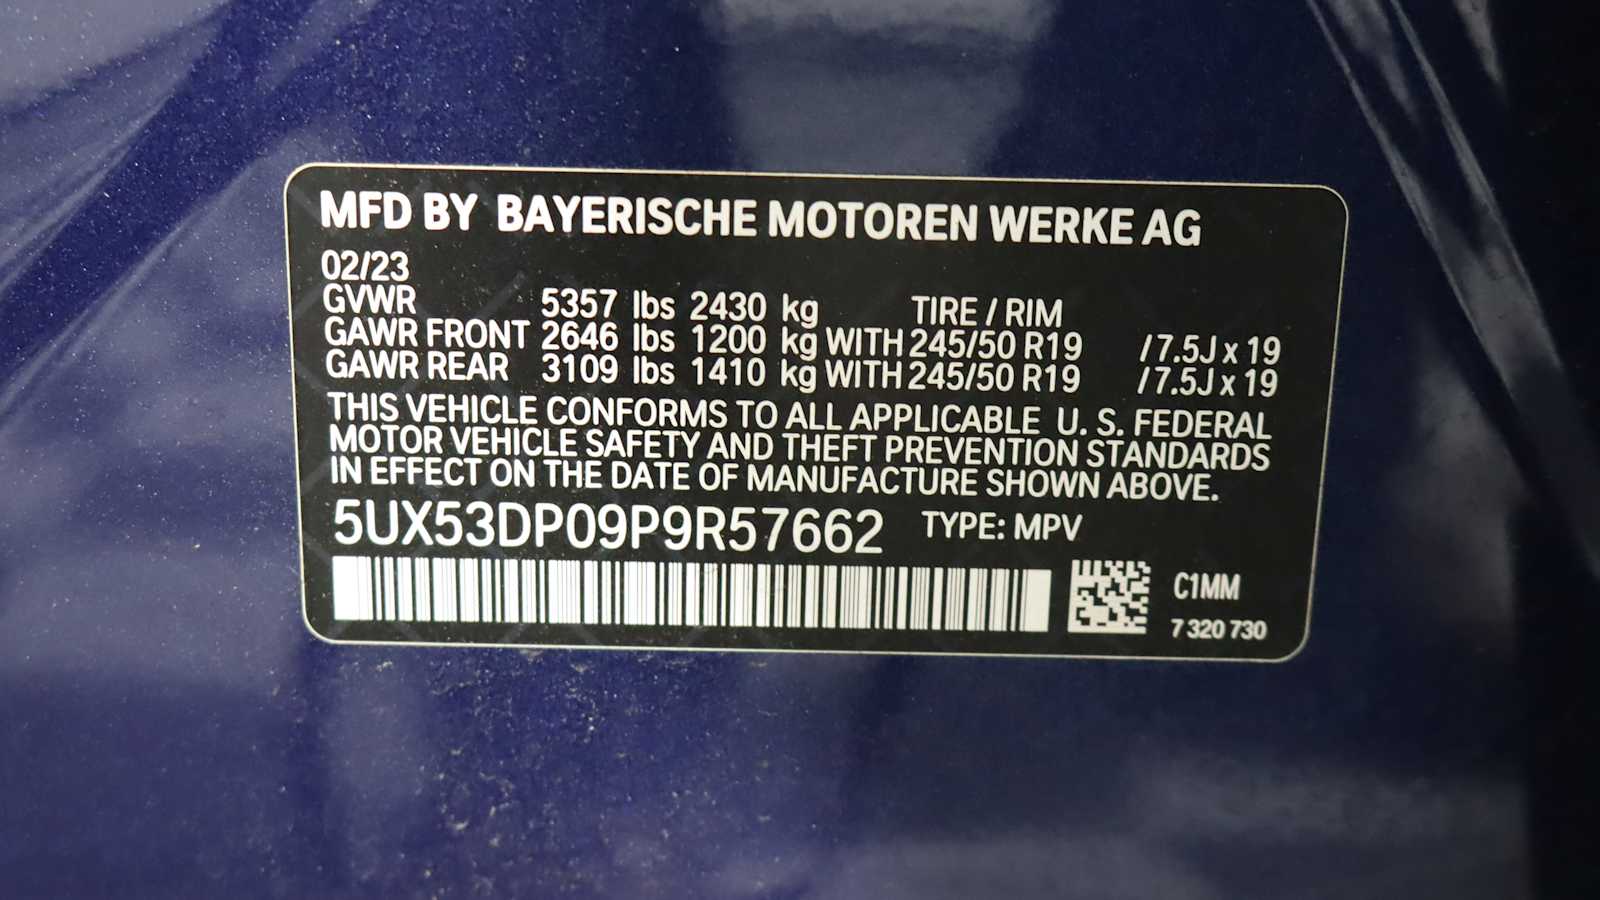 MFD BY BAYERISCHE MOTOREN WERKE AG
02/23
GVWR 5357 lbs 2430 kg TIRE / RIM
GAWR FRONT 2646 lbs 1200 kg WITH 245/50 R19 / 7.5J x 19
GAWR REAR 3109 lbs 1410 kg WITH 245/50 R19 / 7.5J x 19
THIS VEHICLE CONFORMS TO ALL APPLICABLE U. S. FEDERAL
MOTOR VEHICLE SAFETY AND THEFT PREVENTION STANDARDS
IN EFFECT ON THE DATE OF MANUFACTURE SHOWN ABOVE.
5UX53DP09P9R57662 TYPE: MPV
C1MM
7 320 730